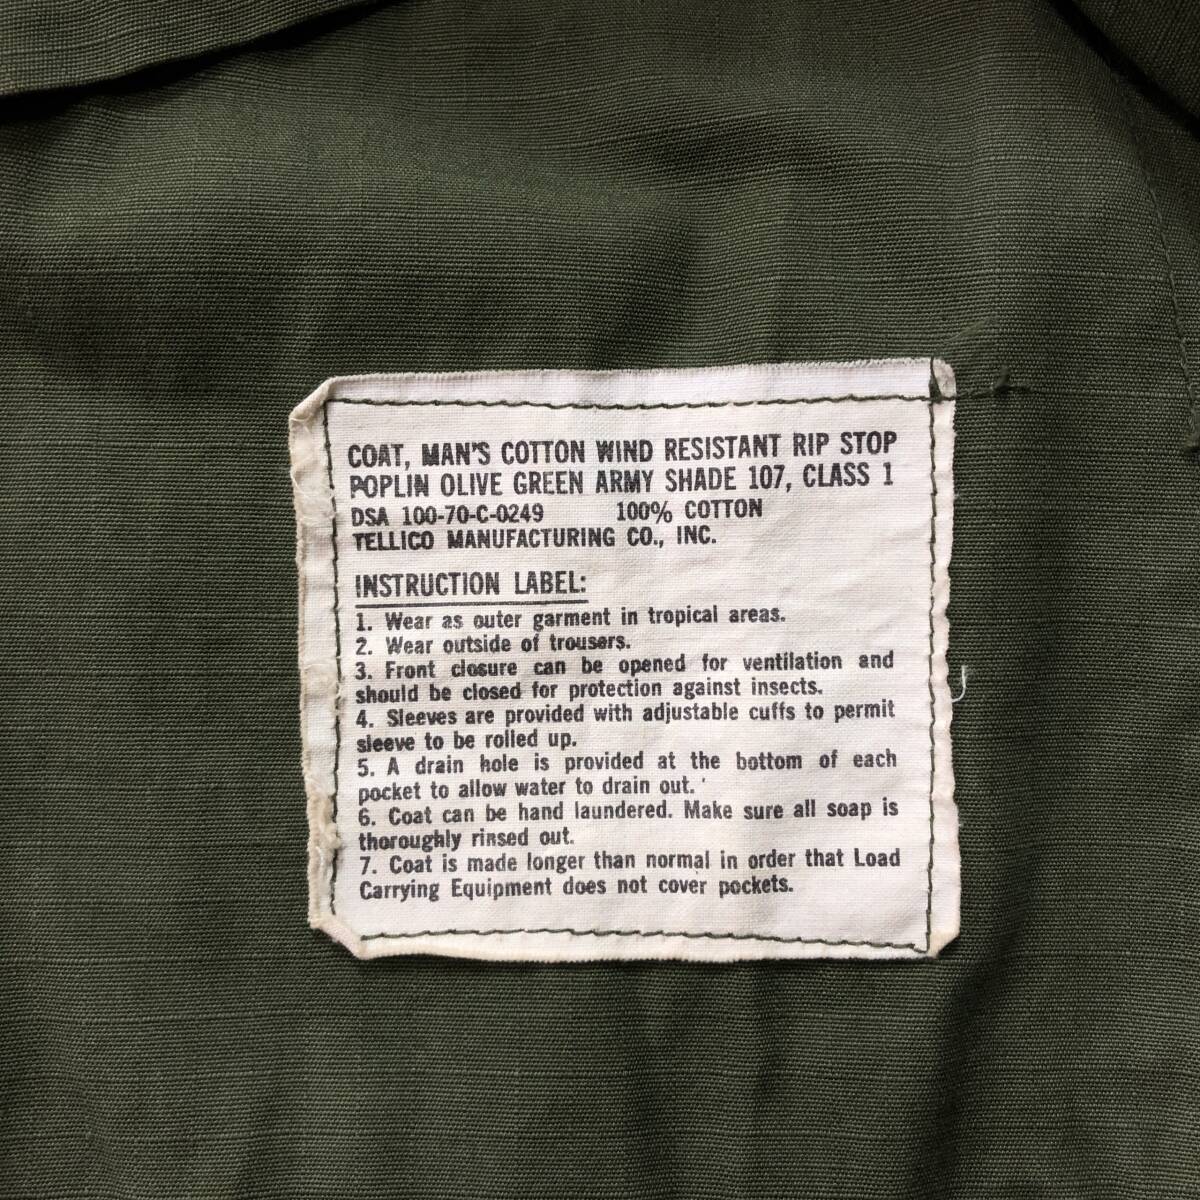 COAT, MAN'S COTTON WIND RESISTANT RIP STOP
POPLIN OLIVE GREEN ARMY SHADE 107, CLASS 1
DSA 100-70-C-0249 100% COTTON
TELLICO MANUFACTURING CO., INC.
INSTRUCTION LABEL:
1. Wear as outer garment in tropical areas.
2. Wear outside of trousers.
3. Front closure can be opened for ventilation and
should be closed for protection against insects.
4. Sleeves are provided with adjustable cuffs to permit
sleeve to be rolled up.
5. A drain hole is provided at the bottom of each
pocket to allow water to drain out.
6. Coat can be hand laundered. Make sure all soap is
thoroughly rinsed out.
7. Coat is made longer than normal in order that Load
Carrying Equipment does not cover pockets.